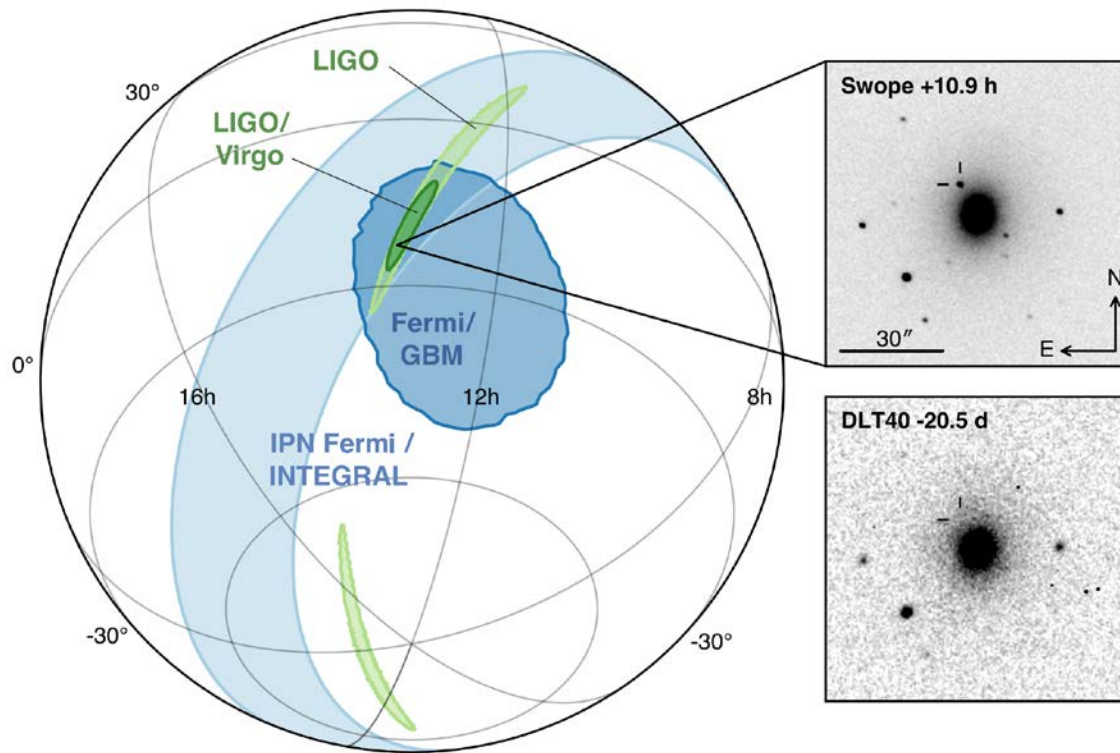 LIGO
LIGO/
Virgo
30°
Fermi/
GBM
0°
16h
12h
8h
IPN Fermi /
INTEGRAL
-30°
-30°
Swope +10.9 h
N
E
30″
DLT40 -20.5 d